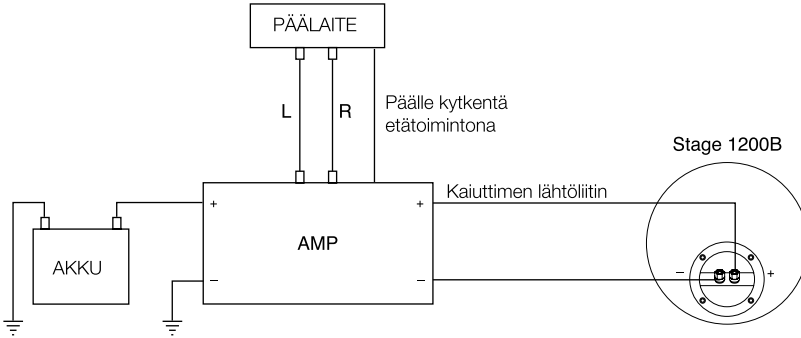 PÄÄLAITE
L
R
Päälle kytkentä
etätoimintona
Stage 1200B
Kaiuttimen lähtöliitin
+
+
AMP
AKKU
–
–
–
+